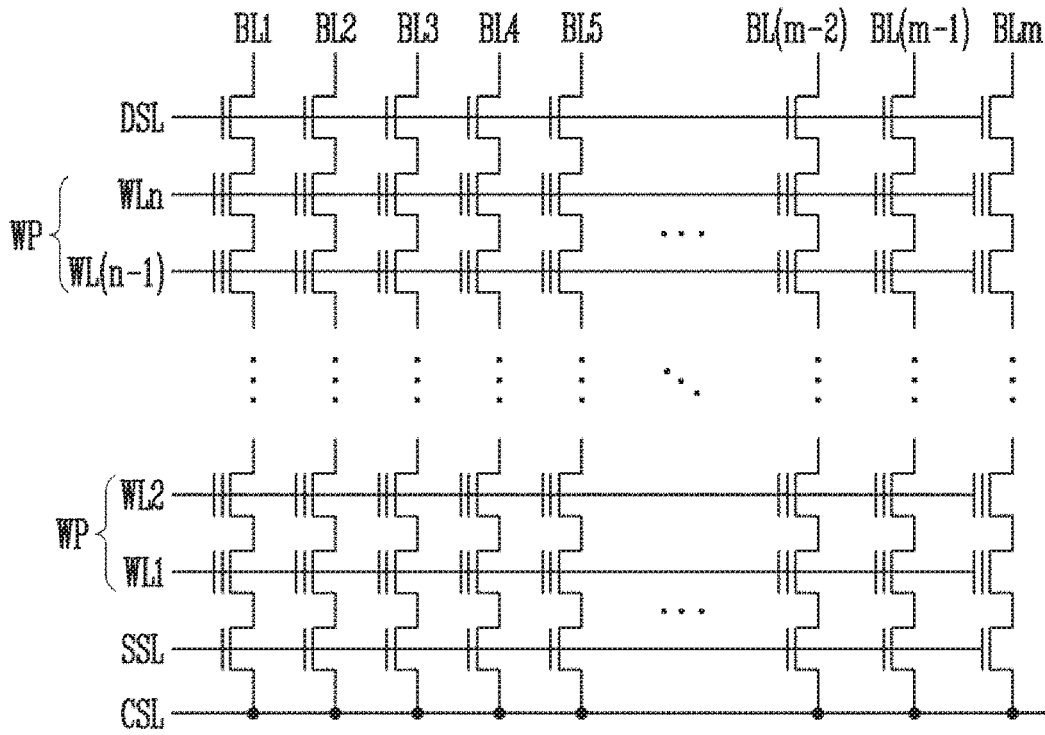 BL1 BL2 BL3 BL4 BL5 BL(m-2) BL(m-1) BLm
DSL
WLn
WP
WL(n-1)
WL2
WP
WL1
SSL
CSL